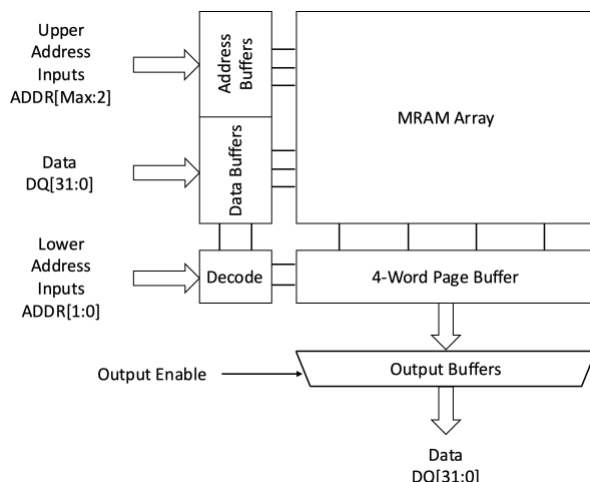 Upper
Address
Inputs
ADDR[Max:2]
Address
Buffers
MRAM Array
Data
DQ[31:0]
Data Buffers
Lower
Address
Inputs
ADDR[1:0]
Decode
4-Word Page Buffer
Output Enable
Output Buffers
Data
DQ[31:0]